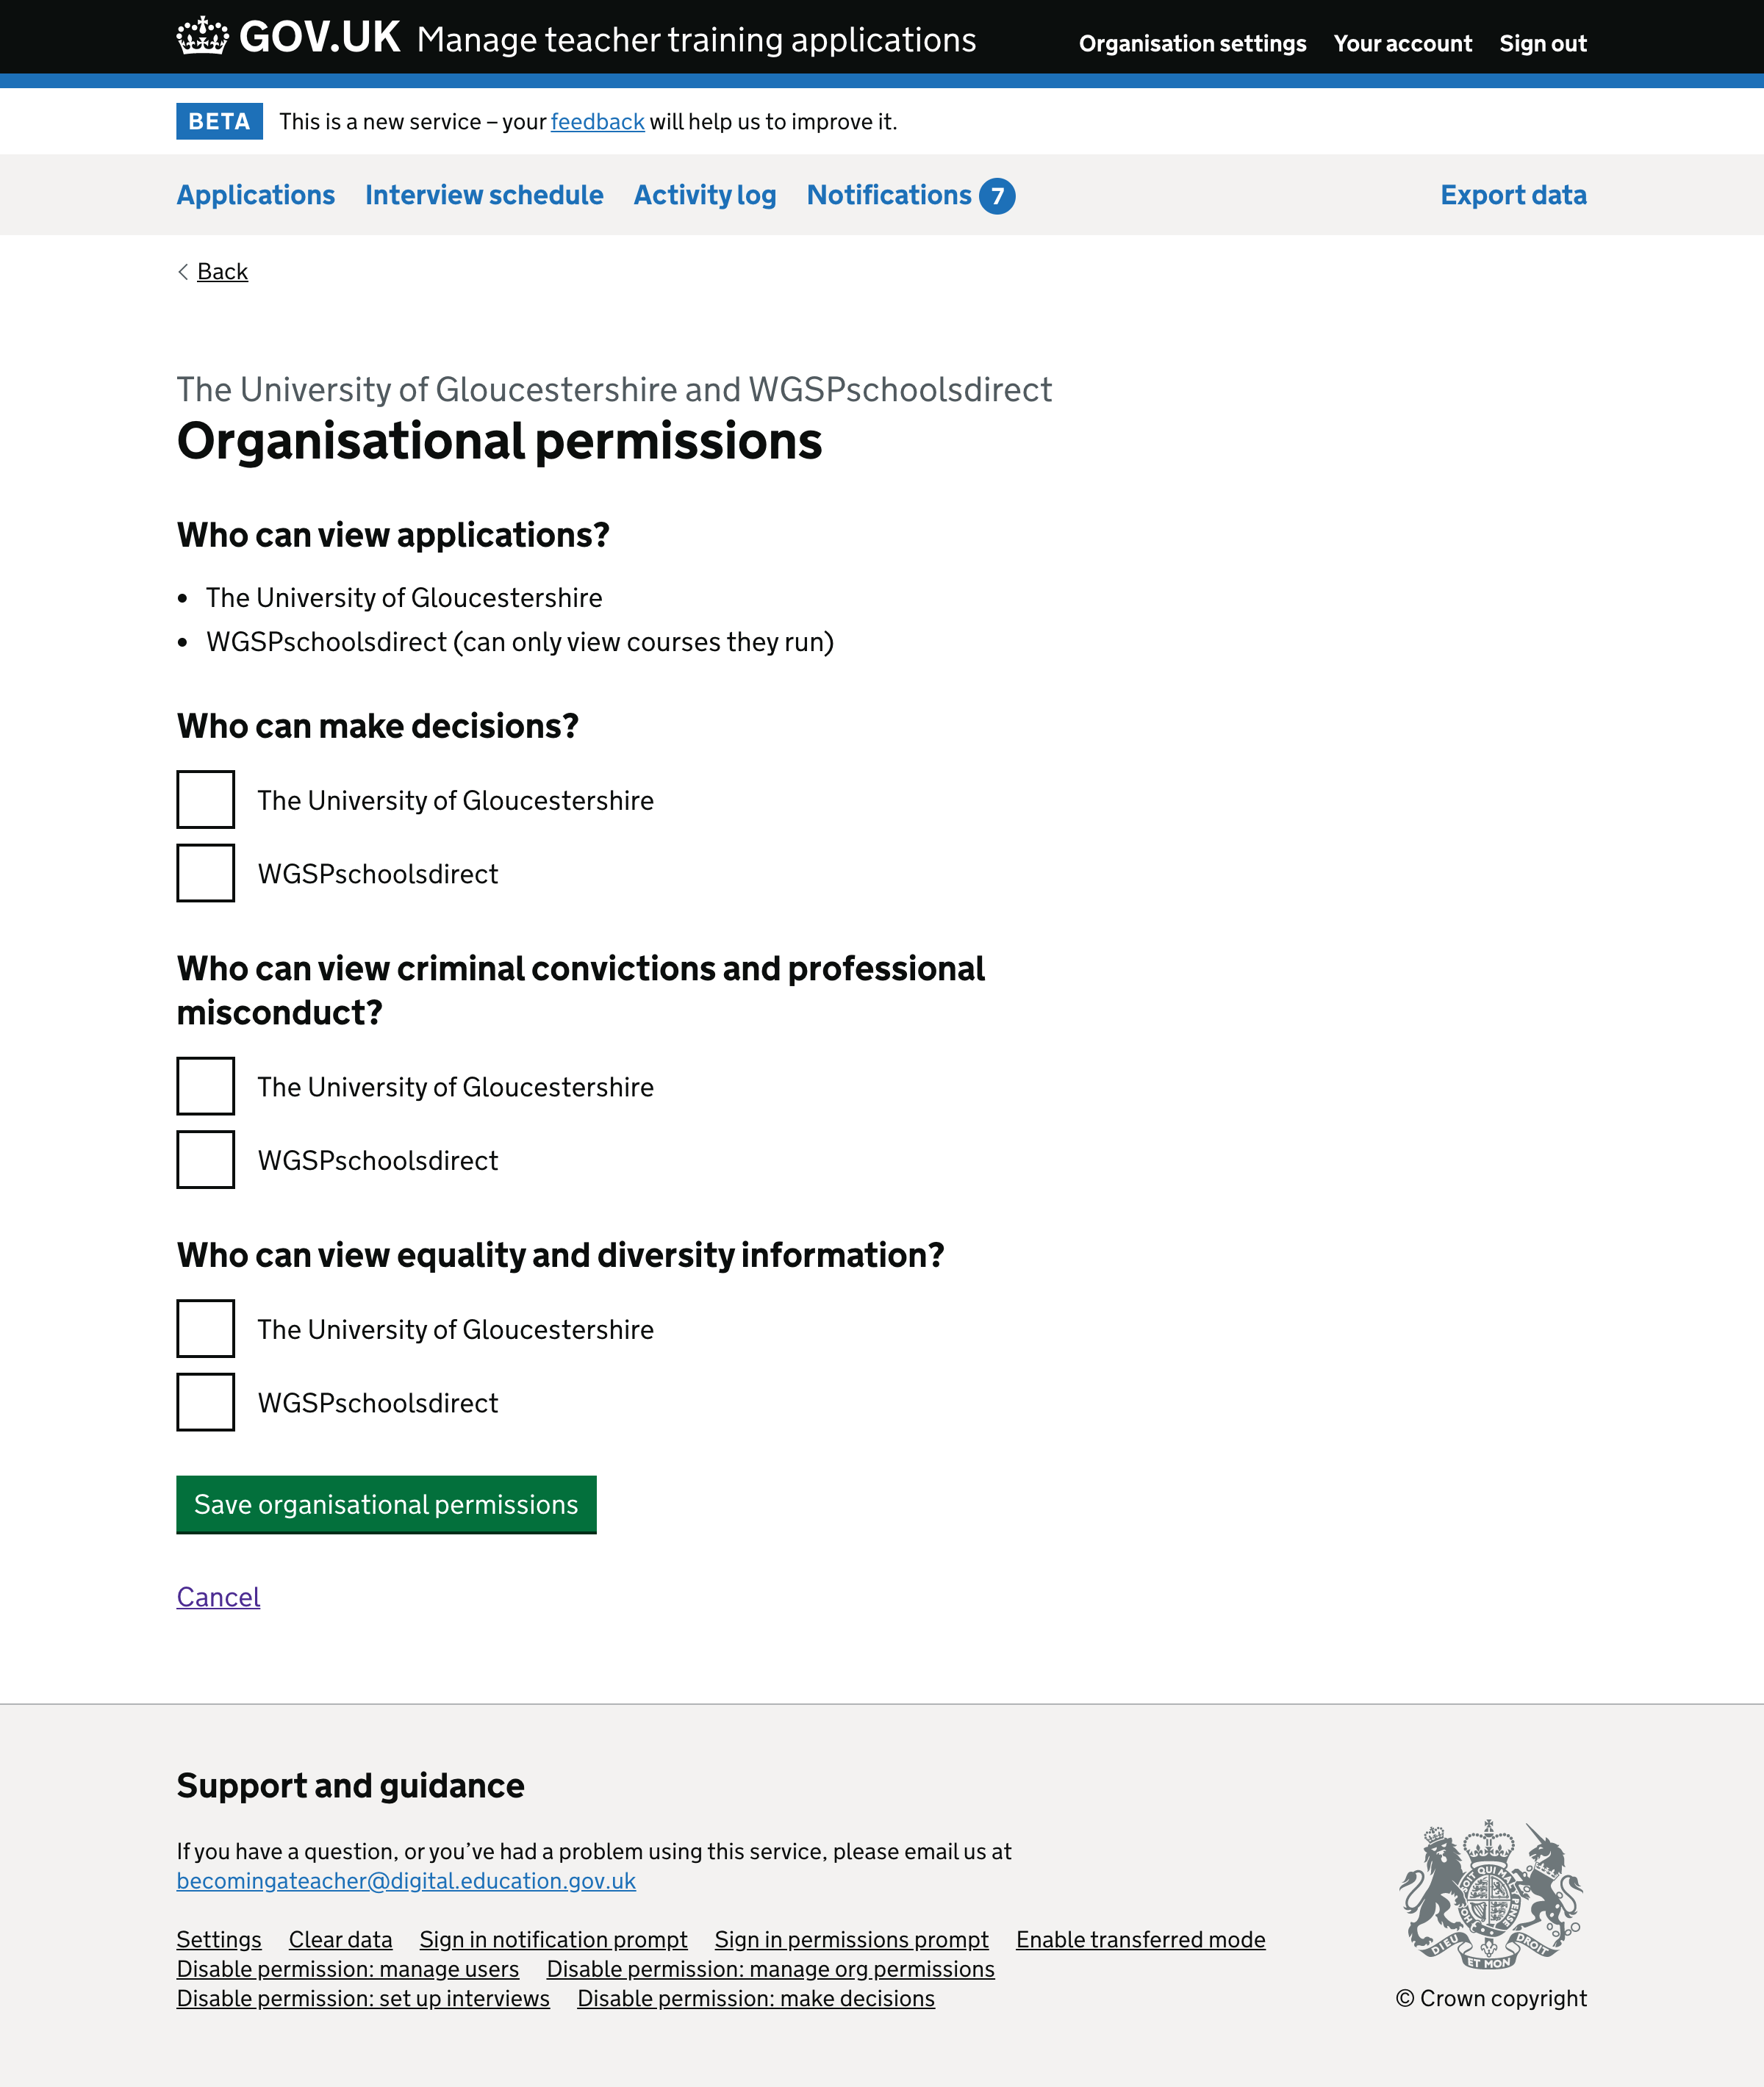 GOV.UK Manage teacher training applications Organisation settings Your account Sign out
BETA This is a new service – your feedback will help us to improve it.
Applications Interview schedule Activity log Notifications 7 Export data
Back
The University of Gloucestershire and WGSPschoolsdirect
Organisational permissions
Who can view applications?
• The University of Gloucestershire
• WGSPschoolsdirect (can only view courses they run)
Who can make decisions?
The University of Gloucestershire
WGSPschoolsdirect
Who can view criminal convictions and professional
misconduct?
The University of Gloucestershire
WGSPschoolsdirect
Who can view equality and diversity information?
The University of Gloucestershire
WGSPschoolsdirect
Save organisational permissions
Cancel
Support and guidance
If you have a question, or you’ve had a problem using this service, please email us at
becomingateacher@digital.education.gov.uk
Settings Clear data Sign in notification prompt Sign in permissions prompt Enable transferred mode
Disable permission: manage users Disable permission: manage org permissions
Disable permission: set up interviews Disable permission: make decisions
DIEU ET MON DROIT
© Crown copyright